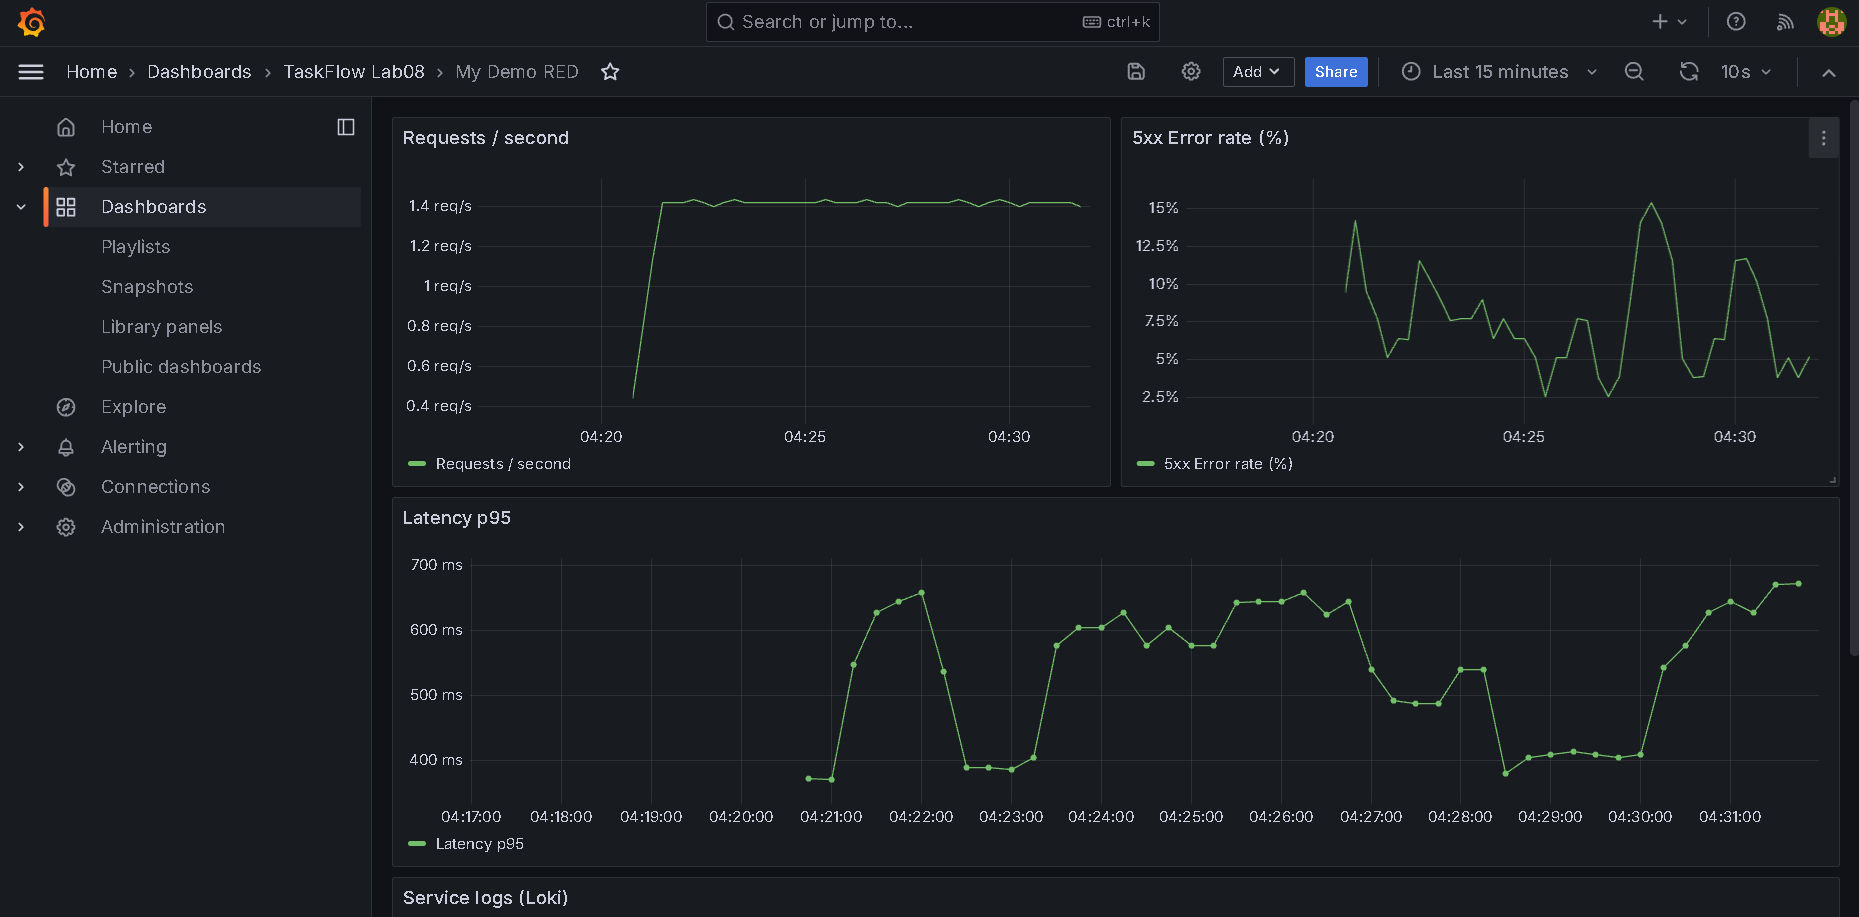 Search or jump to...
ctrl+k
Home › Dashboards › TaskFlow Lab08 › My Demo RED
Add
Share
Last 15 minutes
10s
Home
Starred
Dashboards
Playlists
Snapshots
Library panels
Public dashboards
Explore
Alerting
Connections
Administration
Requests / second
1.4 req/s
1.2 req/s
1 req/s
0.8 req/s
0.6 req/s
0.4 req/s
04:20 04:25 04:30
Requests / second
5xx Error rate (%)
15%
12.5%
10%
7.5%
5%
2.5%
04:20 04:25 04:30
5xx Error rate (%)
Latency p95
700 ms
600 ms
500 ms
400 ms
04:17:00 04:18:00 04:19:00 04:20:00 04:21:00 04:22:00 04:23:00 04:24:00 04:25:00 04:26:00 04:27:00 04:28:00 04:29:00 04:30:00 04:31:00
Latency p95
Service logs (Loki)